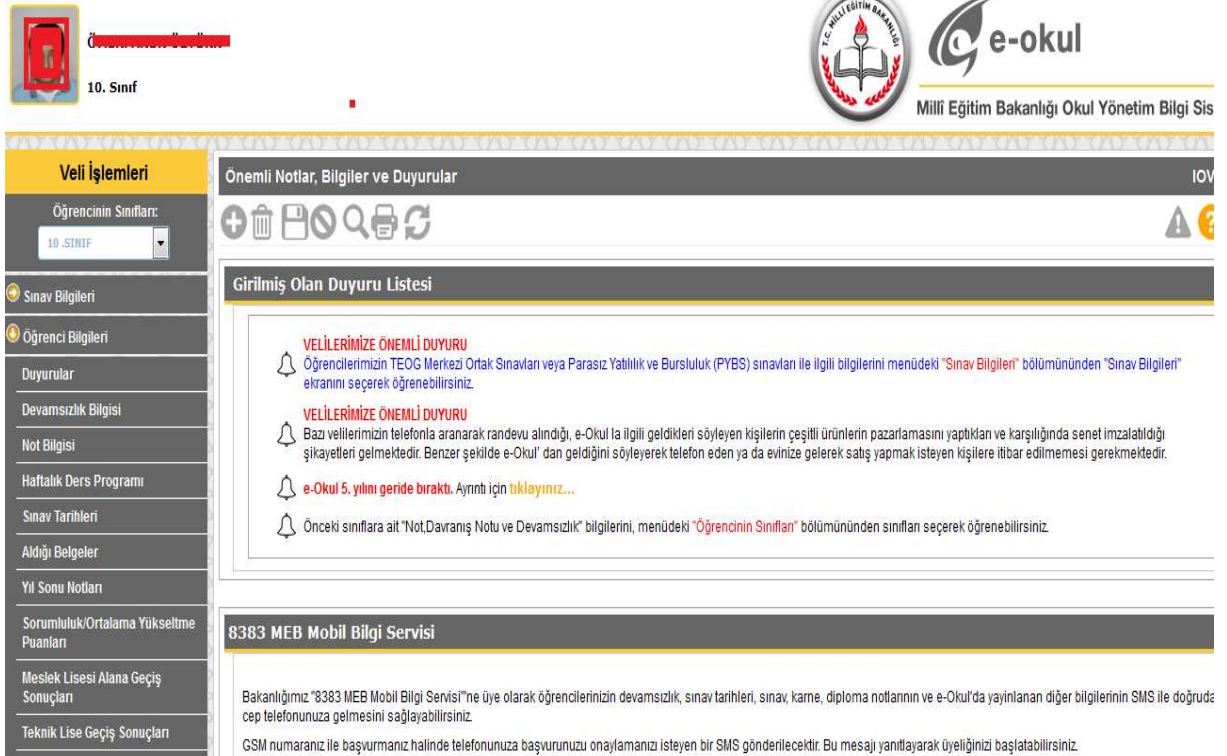 10. Sınıf
T.C. MİLLİ EĞİTİM BAKANLIĞI
e-okul
Millî Eğitim Bakanlığı Okul Yönetim Bilgi Sis
Veli İşlemleri
Öğrencinin Sınıfları:
10 .SINIF
Sınav Bilgileri
Öğrenci Bilgileri
Duyurular
Devamsızlık Bilgisi
Not Bilgisi
Haftalık Ders Programı
Sınav Tarihleri
Aldığı Belgeler
Yıl Sonu Notları
Sorumluluk/Ortalama Yükseltme
Puanları
Meslek Lisesi Alana Geçiş
Sonuçları
Teknik Lise Geçiş Sonuçları
Önemli Notlar, Bilgiler ve Duyurular
IOV
Girilmiş Olan Duyuru Listesi
VELİLERİMİZE ÖNEMLİ DUYURU
Öğrencilerimizin TEOG Merkezi Ortak Sınavları veya Parasız Yatılılık ve Bursluluk (PYBS) sınavları ile ilgili bilgilerini menüdeki "Sınav Bilgileri" bölümününden "Sınav Bilgileri"
ekranını seçerek öğrenebilirsiniz.
VELİLERİMİZE ÖNEMLİ DUYURU
Bazı velilerimizin telefonla aranarak randevu alındığı, e-Okul la ilgili geldikleri söyleyen kişilerin çeşitli ürünlerin pazarlamasını yaptıkları ve karşılığında senet imzalatıldığı
şikayetleri gelmektedir. Benzer şekilde e-Okul' dan geldiğini söyleyerek telefon eden ya da evinize gelerek satış yapmak isteyen kişilere itibar edilmemesi gerekmektedir.
e-Okul 5. yılını geride bıraktı. Ayrıntı için tıklayınız...
Önceki sınıflara ait "Not,Davranış Notu ve Devamsızlık" bilgilerini, menüdeki "Öğrencinin Sınıfları" bölümününden sınıfları seçerek öğrenebilirsiniz.
8383 MEB Mobil Bilgi Servisi
Bakanlığımız "8383 MEB Mobil Bilgi Servisi"'ne üye olarak öğrencilerinizin devamsızlık, sınav tarihleri, sınav, karne, diploma notlarının ve e-Okul'da yayınlanan diğer bilgilerinin SMS ile doğruda
cep telefonunuza gelmesini sağlayabilirsiniz.
GSM numaranız ile başvurmanız halinde telefonunuza başvurunuzu onaylamanızı isteyen bir SMS gönderilecektir. Bu mesajı yanıtlayarak üyeliğinizi başlatabilirsiniz.